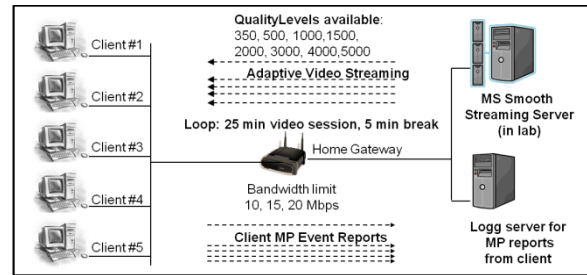 QualityLevels available:
350, 500, 1000,1500,
2000, 3000, 4000,5000
Adaptive Video Streaming
Client #1
Client #2
Client #3
Client #4
Client #5
Loop: 25 min video session, 5 min break
Home Gateway
Bandwidth limit
10, 15, 20 Mbps
Client MP Event Reports
MS Smooth
Streaming Server
(in lab)
Logg server for
MP reports
from client